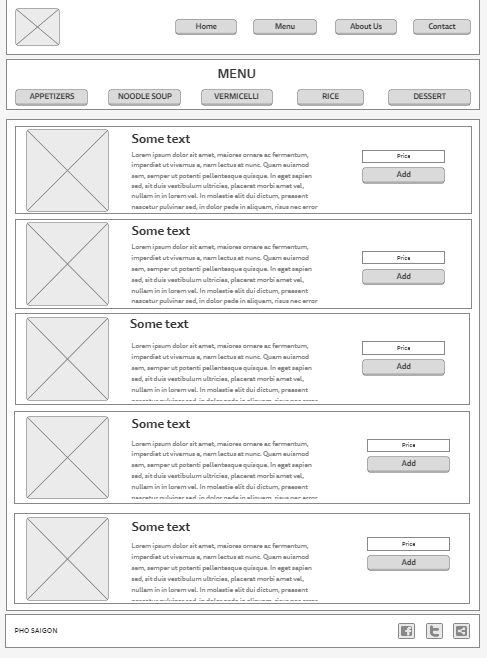 Home Menu About Us Contact
MENU
APPETIZERS NOODLE SOUP VERMICELLI RICE DESSERT
Some text
Lorem ipsum dolor sit amet, maiores ornare ac fermentum,
imperdiet ut vivamus a, nam lectus at nunc. Quam euismod
sem, semper ut potenti pellentesque quisque. In eget sapien
sed, sit duis vestibulum ultricies, placerat morbi amet vel,
nullam in in lorem vel. In molestie elit dui dictum, praesent
nascetur pulvinar sed, in dolor pede in aliquam, risus nec error
Price
Add
Some text
Lorem ipsum dolor sit amet, maiores ornare ac fermentum,
imperdiet ut vivamus a, nam lectus at nunc. Quam euismod
sem, semper ut potenti pellentesque quisque. In eget sapien
sed, sit duis vestibulum ultricies, placerat morbi amet vel,
nullam in in lorem vel. In molestie elit dui dictum, praesent
nascetur pulvinar sed, in dolor pede in aliquam, risus nec error
Price
Add
Some text
Lorem ipsum dolor sit amet, maiores ornare ac fermentum,
imperdiet ut vivamus a, nam lectus at nunc. Quam euismod
sem, semper ut potenti pellentesque quisque. In eget sapien
sed, sit duis vestibulum ultricies, placerat morbi amet vel,
nullam in in lorem vel. In molestie elit dui dictum, praesent
Price
Add
Some text
Lorem ipsum dolor sit amet, maiores ornare ac fermentum,
imperdiet ut vivamus a, nam lectus at nunc. Quam euismod
sem, semper ut potenti pellentesque quisque. In eget sapien
sed, sit duis vestibulum ultricies, placerat morbi amet vel,
nullam in in lorem vel. In molestie elit dui dictum, praesent
Price
Add
Some text
Lorem ipsum dolor sit amet, maiores ornare ac fermentum,
imperdiet ut vivamus a, nam lectus at nunc. Quam euismod
sem, semper ut potenti pellentesque quisque. In eget sapien
sed, sit duis vestibulum ultricies, placerat morbi amet vel,
nullam in in lorem vel. In molestie elit dui dictum, praesent
Price
Add
PHO SAIGON